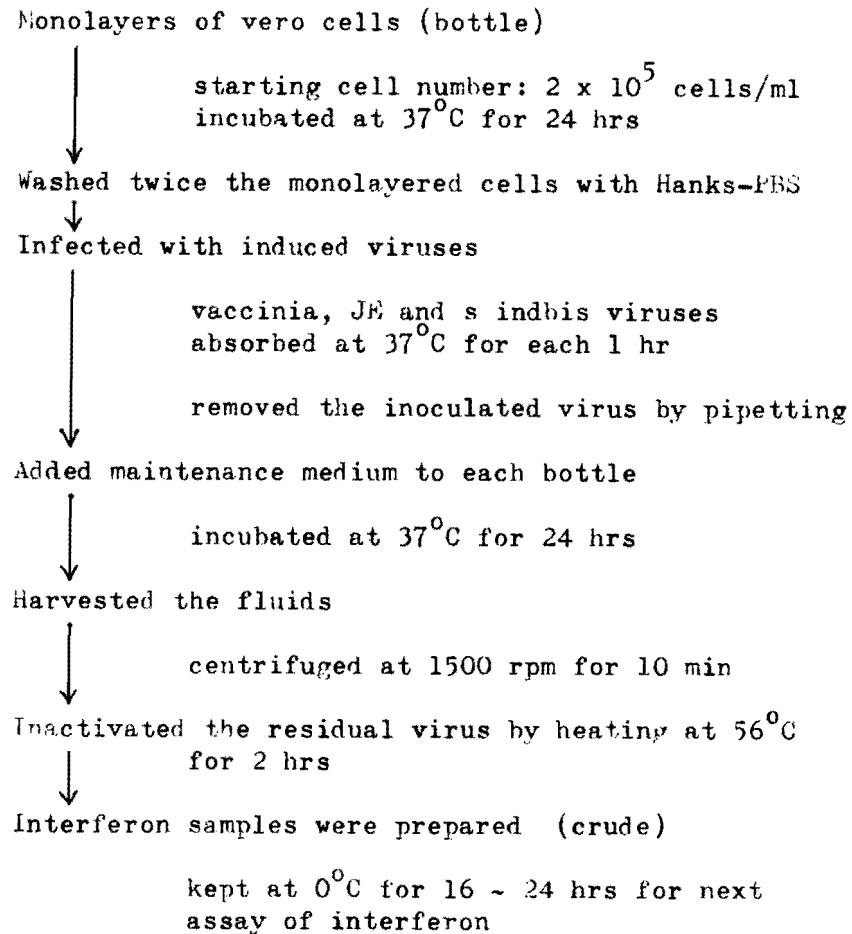 Monolayers of vero cells (bottle)
starting cell number: 2 x 10⁵ cells/ml
incubated at 37°C for 24 hrs
Washed twice the monolayered cells with Hanks-PBS
Infected with induced viruses
vaccinia, JE and s indbis viruses
absorbed at 37°C for each 1 hr
removed the inoculated virus by pipetting
Added maintenance medium to each bottle
incubated at 37°C for 24 hrs
Harvested the fluids
centrifuged at 1500 rpm for 10 min
Inactivated the residual virus by heating at 56°C
for 2 hrs
Interferon samples were prepared (crude)
kept at 0°C for 16 ~ 24 hrs for next
assay of interferon